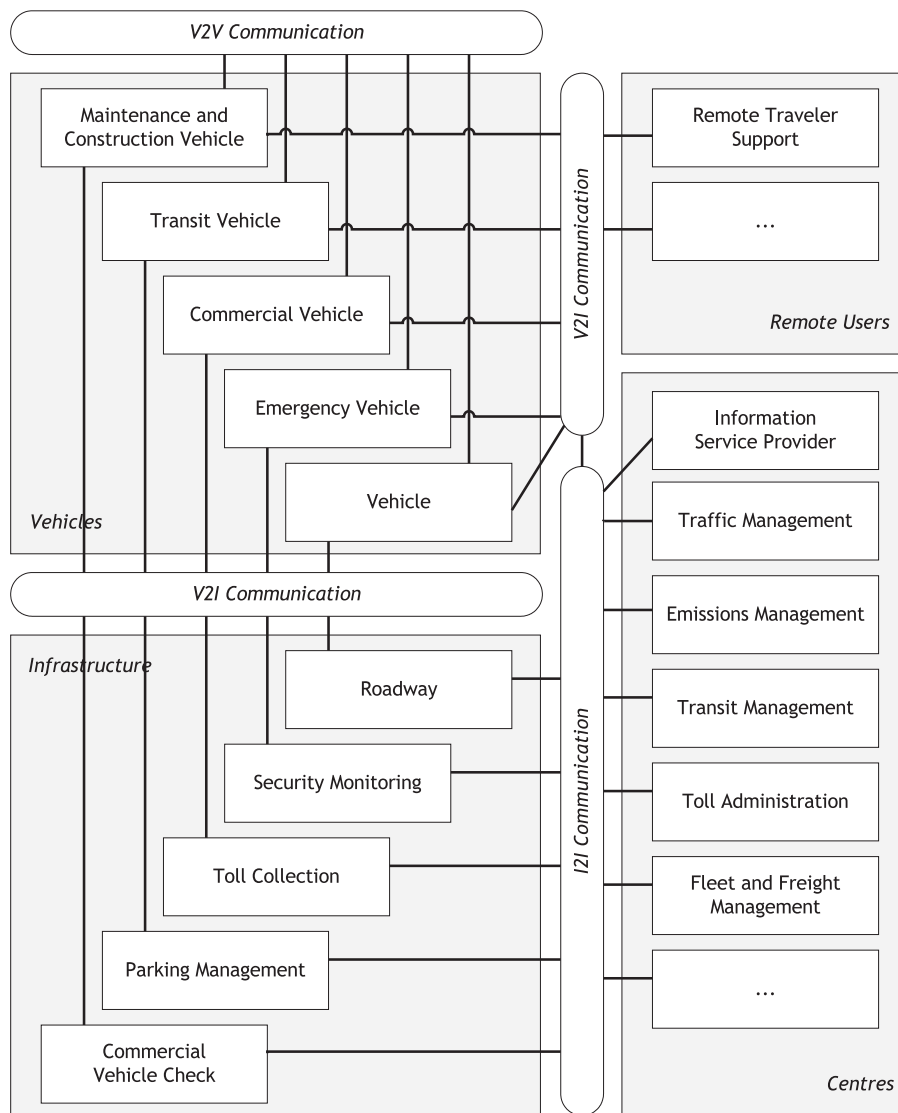 V2V Communication
Maintenance and
Construction Vehicle
Transit Vehicle
Commercial Vehicle
Emergency Vehicle
Vehicle
Vehicles
V2I Communication
Remote Traveler
Support
...
Remote Users
V2I Communication
Infrastructure
Roadway
Security Monitoring
Toll Collection
Parking Management
Commercial
Vehicle Check
I2I Communication
Information
Service Provider
Traffic Management
Emissions Management
Transit Management
Toll Administration
Fleet and Freight
Management
...
Centres